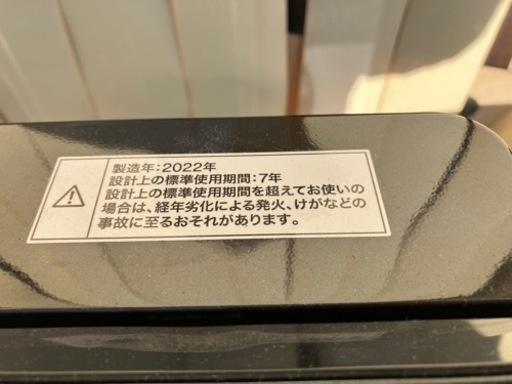 製造年:2022年
設計上の標準使用期間:7年
設計上の標準使用期間を超えてお使いの
場合は、経年劣化による発火、けがなどの
事故に至るおそれがあります。